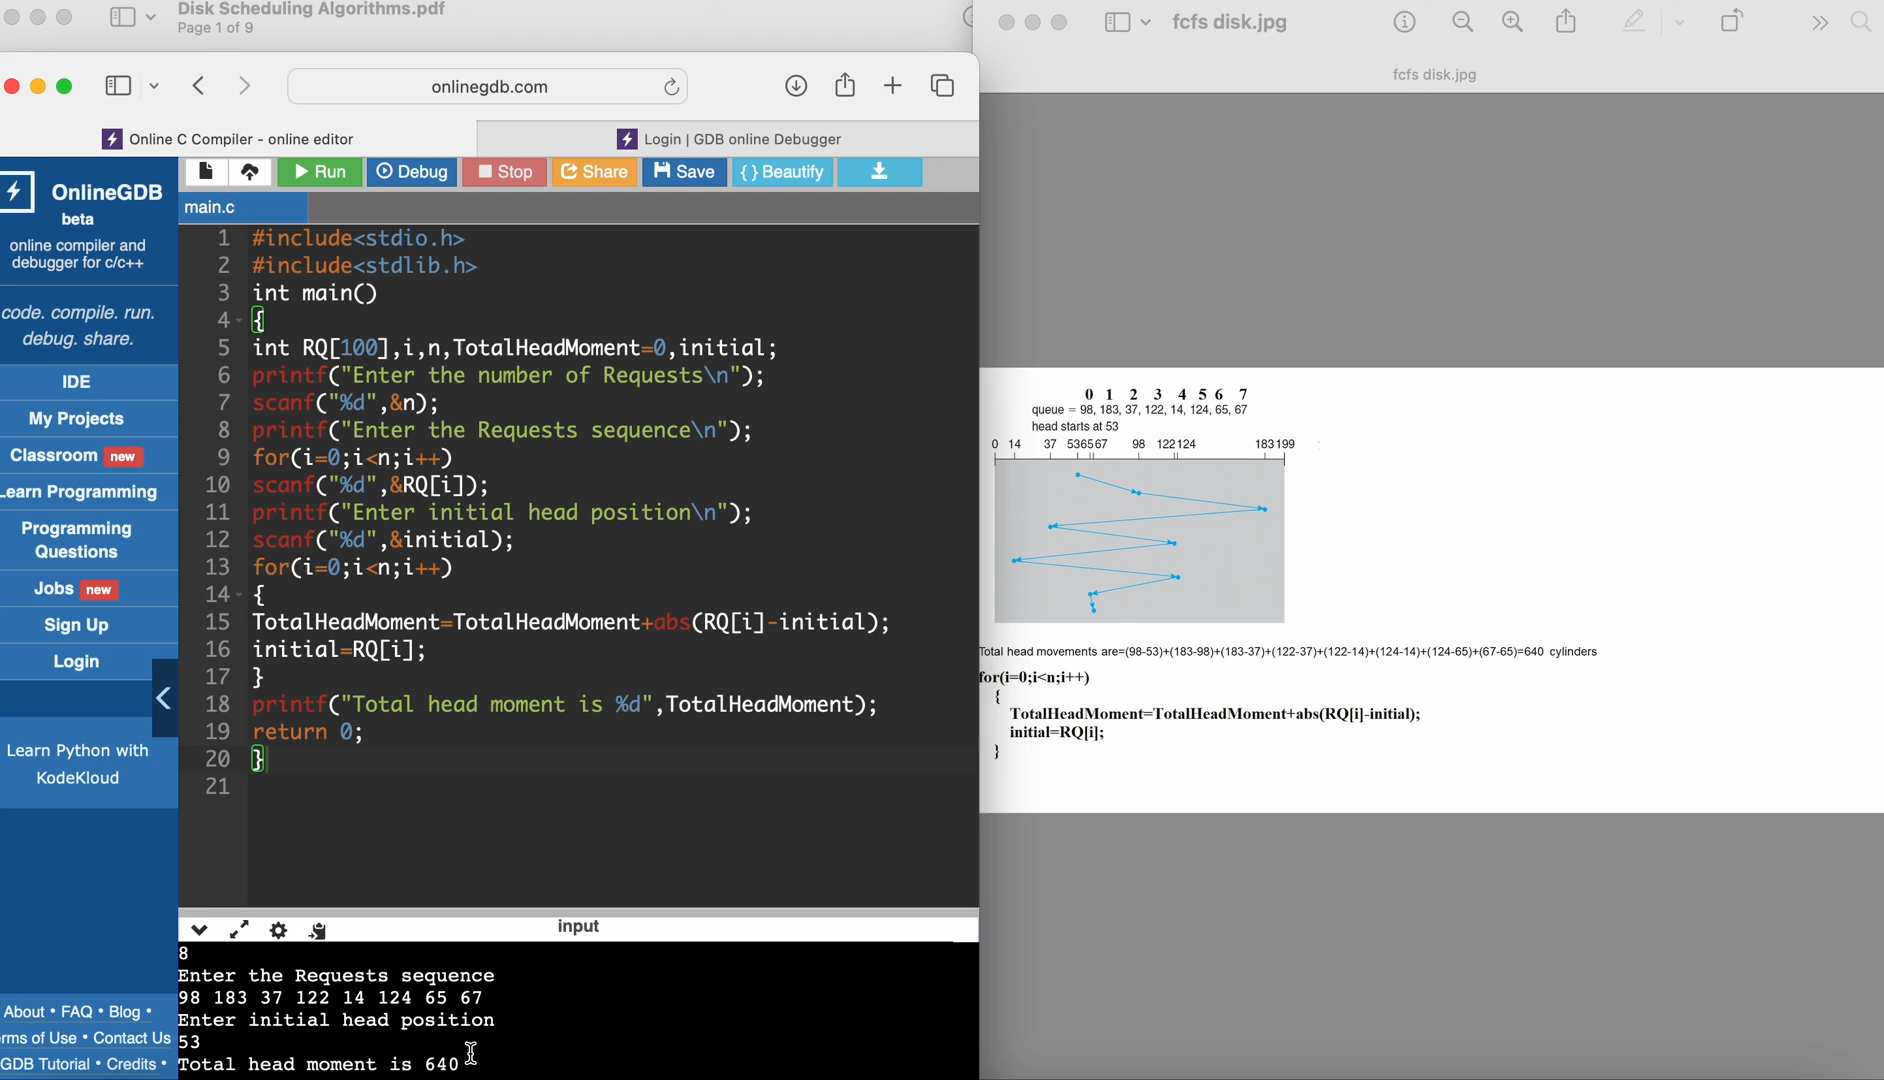 Disk Scheduling Algorithms.pdf
Page 1 of 9
fcfs disk.jpg
fcfs disk.jpg
onlinegdb.com
Online C Compiler - online editor
Login | GDB online Debugger
Run
Debug
Stop
Share
Save
{ } Beautify
OnlineGDB
beta
online compiler and
debugger for c/c++
code. compile. run.
debug. share.
IDE
My Projects
Classroom new
Learn Programming
Programming
Questions
Jobs new
Sign Up
Login
Learn Python with
KodeKloud
About • FAQ • Blog •
erms of Use • Contact Us
GDB Tutorial • Credits •
main.c
1 #include<stdio.h>
2 #include<stdlib.h>
3 int main()
4 {
5 int RQ[100],i,n,TotalHeadMoment=0,initial;
6 printf("Enter the number of Requests\n");
7 scanf("%d",&n);
8 printf("Enter the Requests sequence\n");
9 for(i=0;i<n;i++)
10 scanf("%d",&RQ[i]);
11 printf("Enter initial head position\n");
12 scanf("%d",&initial);
13 for(i=0;i<n;i++)
14 {
15 TotalHeadMoment=TotalHeadMoment+abs(RQ[i]-initial);
16 initial=RQ[i];
17 }
18 printf("Total head moment is %d",TotalHeadMoment);
19 return 0;
20 }
21
input
8
Enter the Requests sequence
98 183 37 122 14 124 65 67
Enter initial head position
53
Total head moment is 640
0 1 2 3 4 5 6 7
queue = 98, 183, 37, 122, 14, 124, 65, 67
head starts at 53
0 14 37 536567 98 122124 183199
Total head movements are=(98-53)+(183-98)+(183-37)+(122-37)+(122-14)+(124-14)+(124-65)+(67-65)=640 cylinders
for(i=0;i<n;i++)
{
TotalHeadMoment=TotalHeadMoment+abs(RQ[i]-initial);
initial=RQ[i];
}